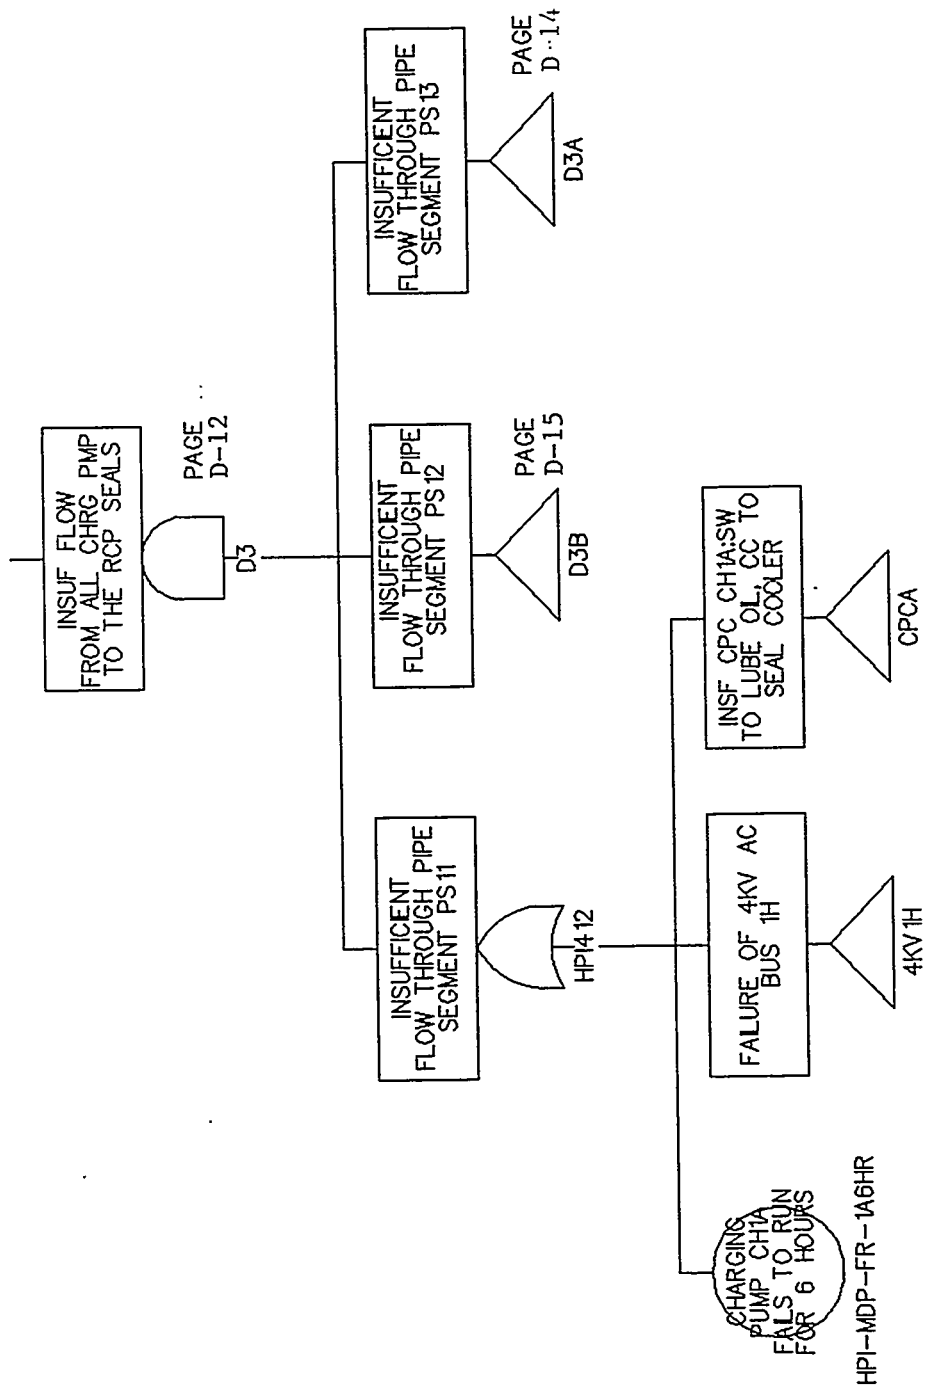 INSUF FLOW
FROM ALL CHRG PMP
TO THE RCP SEALS
PAGE
D-12
D3
INSUFFICENT
FLOW THROUGH PIPE
SEGMENT PS11
HPI412
INSUFFICENT
FLOW THROUGH PIPE
SEGMENT PS12
PAGE
D-15
D3B
INSUFFICENT
FLOW THROUGH PIPE
SEGMENT PS13
PAGE
D-14
D3A
CHARGING
PUMP CH1A
FAILS TO RUN
FOR 6 HOURS
HPI-MDP-FR-1A6HR
FAILURE OF 4KV AC
BUS 1H
4KV1H
INSF CPC CH1A:SW
TO LUBE OIL, CC TO
SEAL COOLER
CPCA